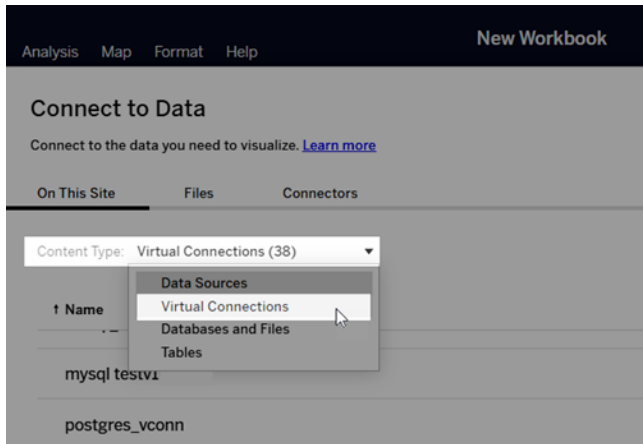 New Workbook
Analysis Map Format Help
Connect to Data
Connect to the data you need to visualize. Learn more
On This Site Files Connectors
Content Type: Virtual Connections (38)
Data Sources
↑ Name Virtual Connections
Databases and Files
Tables
mysql testv1
postgres_vconn